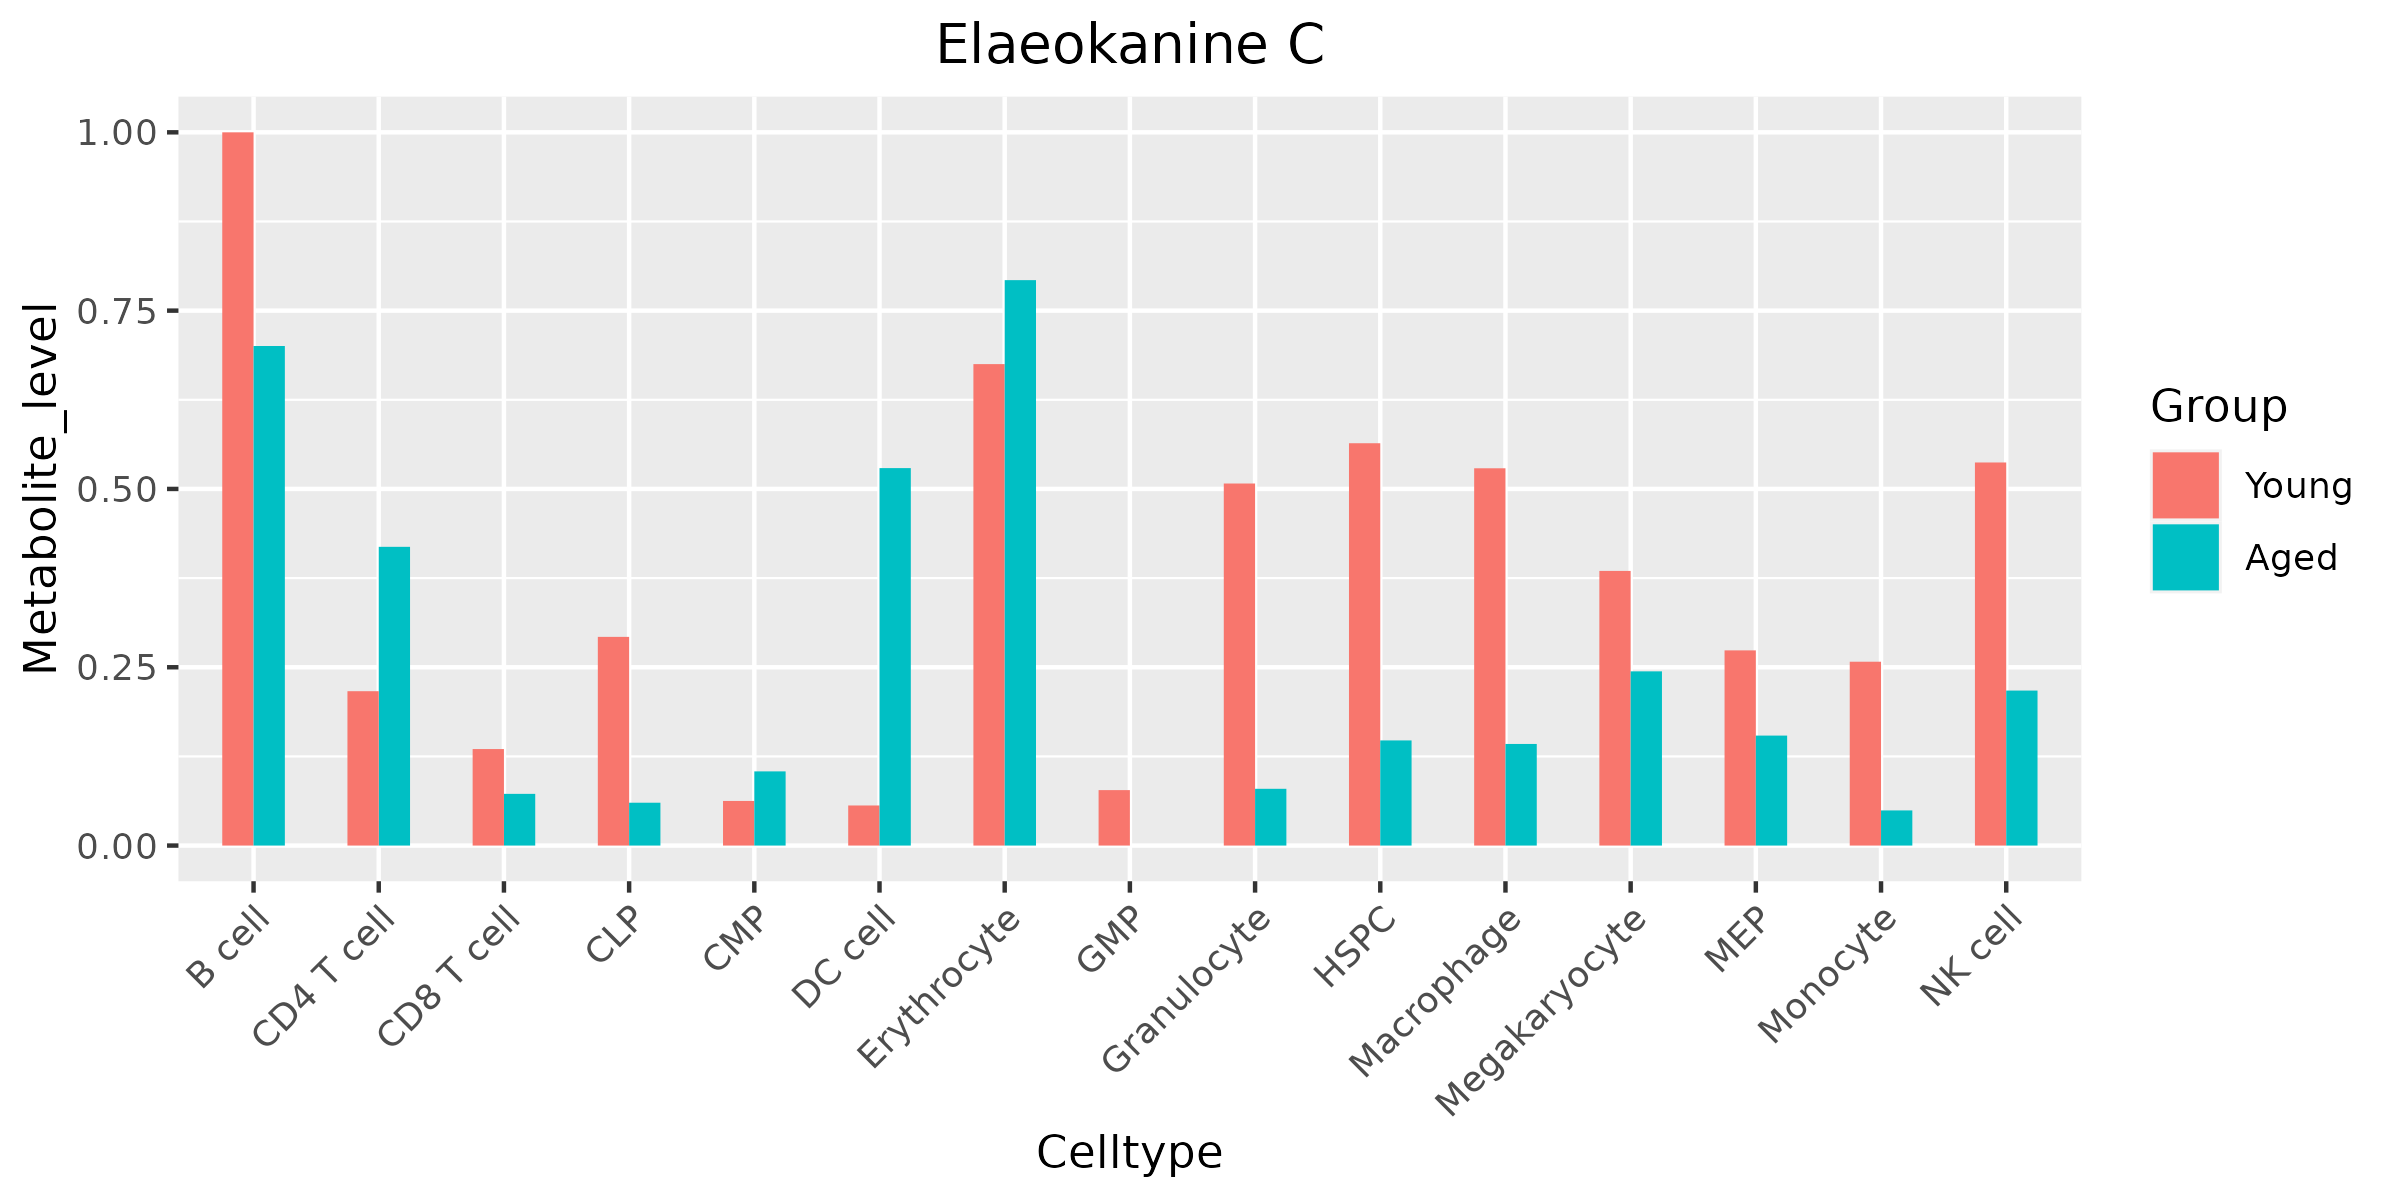 Elaeokanine C
Metabolite_level
1.00
0.75
0.50
0.25
0.00
B cell
CD4 T cell
CD8 T cell
CLP
CMP
DC cell
Erythrocyte
GMP
Granulocyte
HSPC
Macrophage
Megakaryocyte
MEP
Monocyte
NK cell
Celltype
Group
Young
Aged